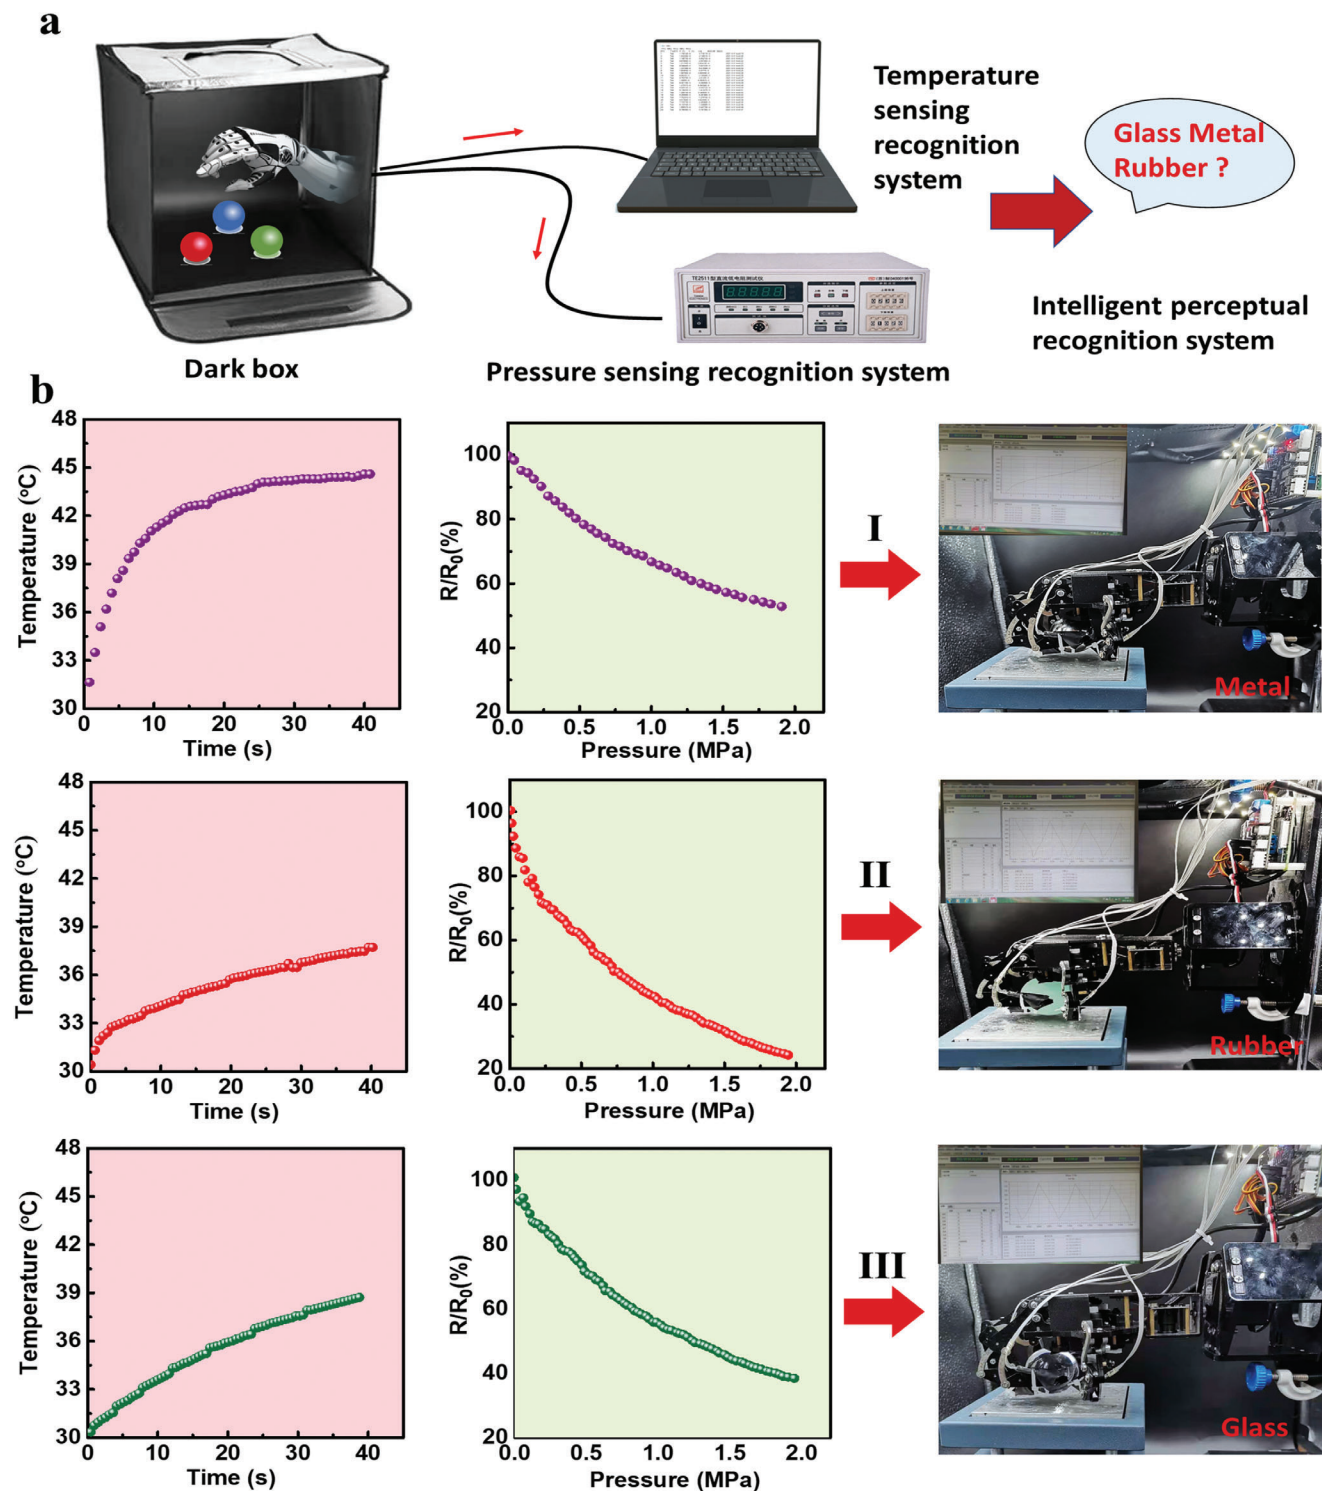 a
Temperature
sensing
recognition
system
Glass Metal
Rubber ?
Intelligent perceptual
recognition system
Dark box
Pressure sensing recognition system
b
48
45
42
39
36
33
30
Temperature (°C)
0 10 20 30 40
Time (s)
100
80
60
40
20
R/R0(%)
0.0 0.5 1.0 1.5 2.0
Pressure (MPa)
I
Metal
48
45
42
39
36
33
30
Temperature (°C)
0 10 20 30 40
Time (s)
100
80
60
40
20
R/R0(%)
0.0 0.5 1.0 1.5 2.0
Pressure (MPa)
II
Rubber
48
45
42
39
36
33
30
Temperature (°C)
0 10 20 30 40
Time (s)
100
80
60
40
20
R/R0(%)
0.0 0.5 1.0 1.5 2.0
Pressure (MPa)
III
Glass